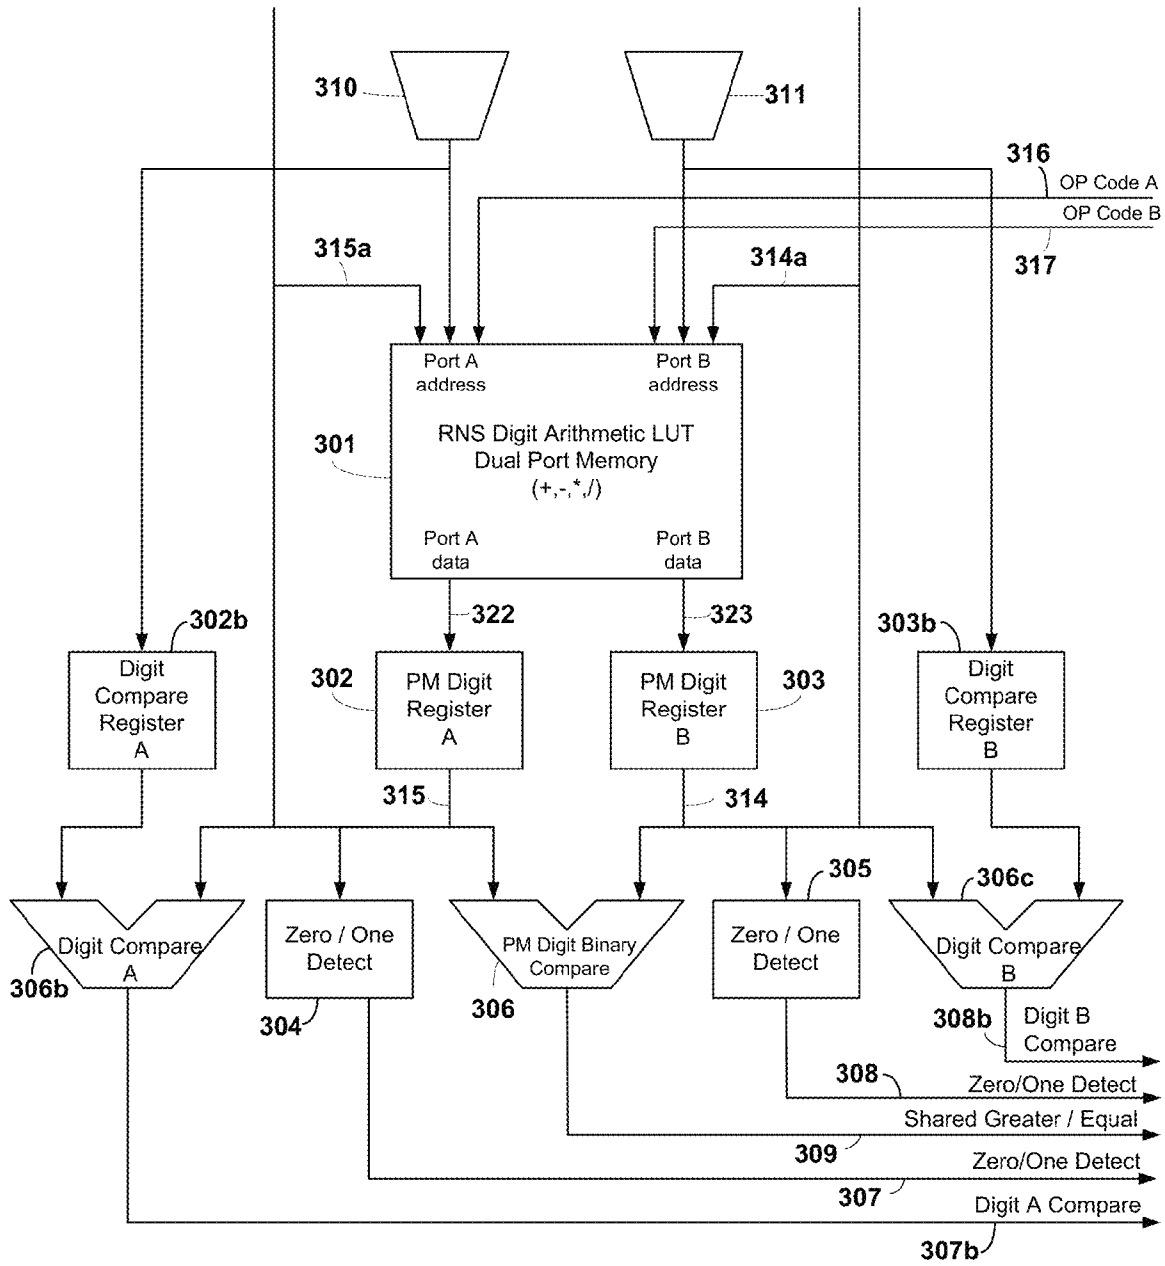 310
311
316
OP Code A
OP Code B
315a
314a
317
Port A
address
Port B
address
301
RNS Digit Arithmetic LUT
Dual Port Memory
(+,-,*,/)
Port A
data
Port B
data
322
323
302b
303b
Digit
Compare
Register
A
302
PM Digit
Register
A
PM Digit
Register
B
303
Digit
Compare
Register
B
315
314
305
306c
Digit Compare
A
Zero / One
Detect
PM Digit Binary
Compare
Zero / One
Detect
Digit Compare
B
306b
304
306
308b
Digit B
Compare
308
Zero/One Detect
Shared Greater / Equal
309
Zero/One Detect
307
Digit A Compare
307b